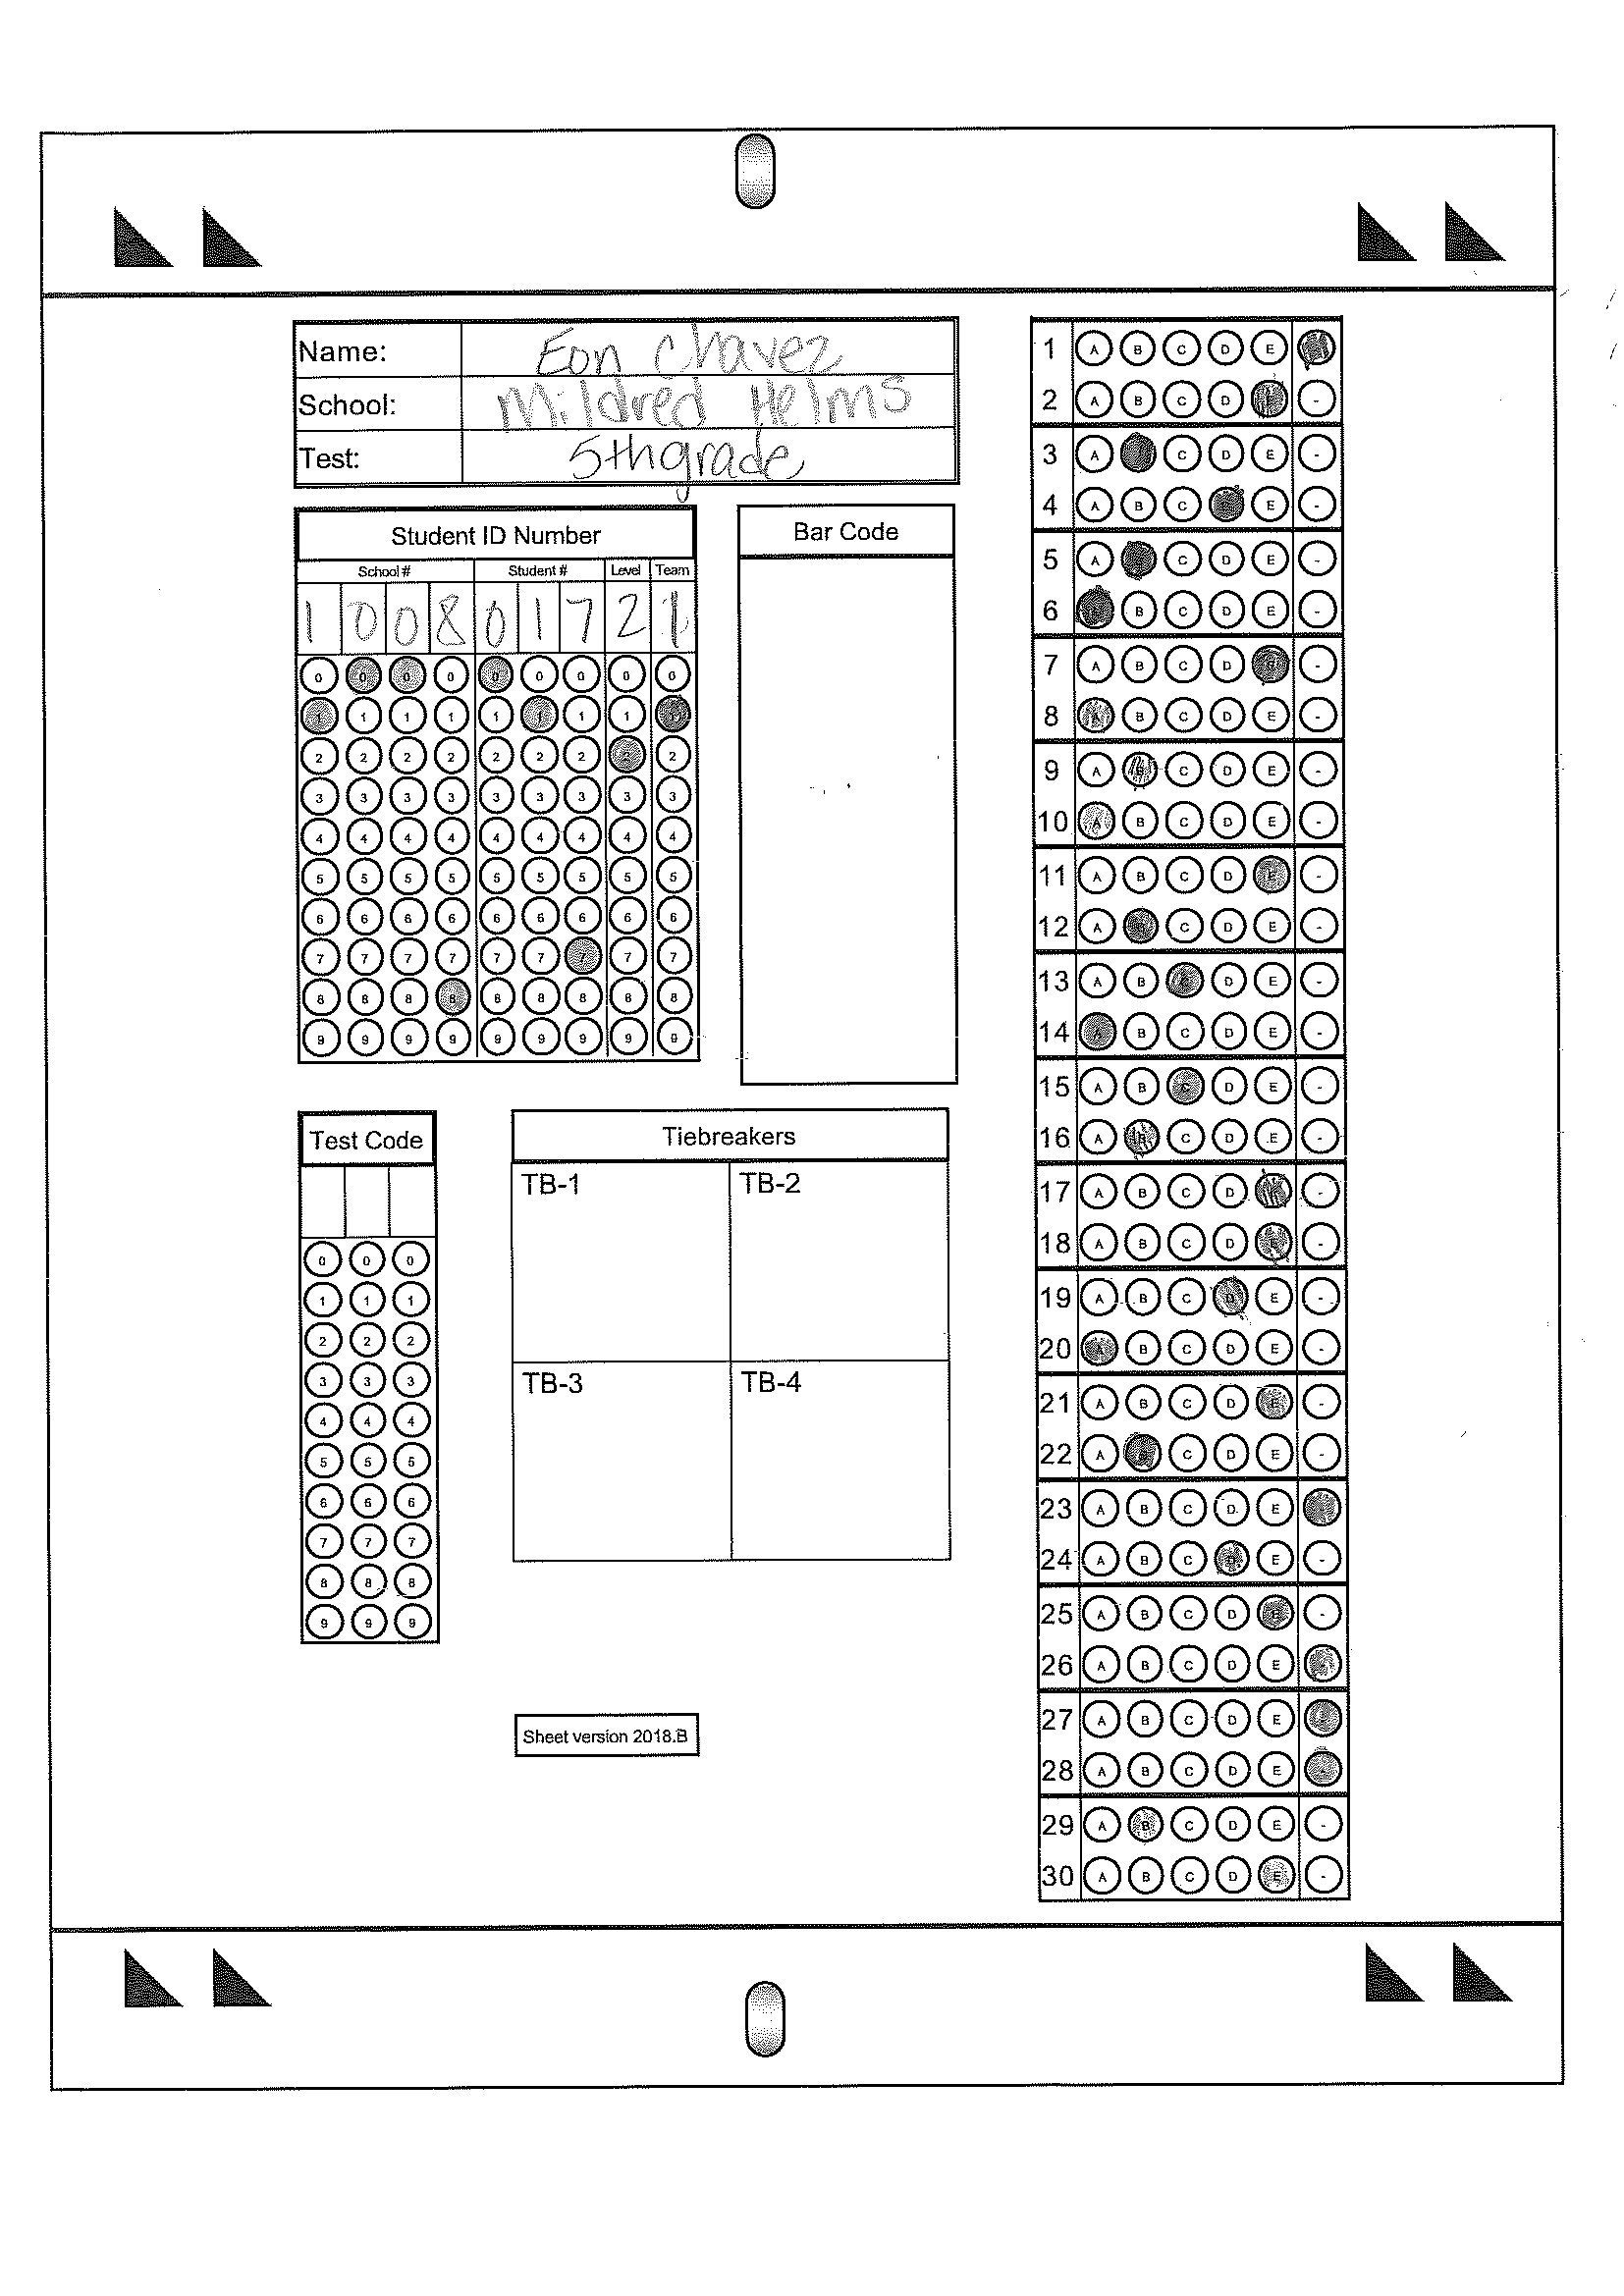 Name: Eon Chavez
School: Mildred Helms
Test: 5th grade
Student ID Number
School # Student # Level Team
1 0 0 8 0 1 7 2 1
0 0 0 0 0 0 0 0 0
1 1 1 1 1 1 1 1 1
2 2 2 2 2 2 2 2 2
3 3 3 3 3 3 3 3 3
4 4 4 4 4 4 4 4 4
5 5 5 5 5 5 5 5 5
6 6 6 6 6 6 6 6 6
7 7 7 7 7 7 7 7 7
8 8 8 8 8 8 8 8 8
9 9 9 9 9 9 9 9 9
Bar Code
Test Code
0 0 0
1 1 1
2 2 2
3 3 3
4 4 4
5 5 5
6 6 6
7 7 7
8 8 8
9 9 9
Tiebreakers
TB-1 TB-2
TB-3 TB-4
Sheet version 2018.B
1 A B C D E
2 A B C D E -
3 A C D E -
4 A B C E -
5 A C D E -
6 B C D E -
7 A B C D E -
8 A B C D E -
9 A B C D E -
10 A B C D E -
11 A B C D E -
12 A B C D E -
13 A B C D E -
14 A B C D E -
15 A B C D E -
16 A B C D E -
17 A B C D E -
18 A B C D E -
19 A B C D E -
20 A B C D E -
21 A B C D E -
22 A B C D E -
23 A B C D E
24 A B C D E -
25 A B C D E -
26 A B C D E -
27 A B C D E -
28 A B C D E -
29 A B C D E -
30 A B C D E -